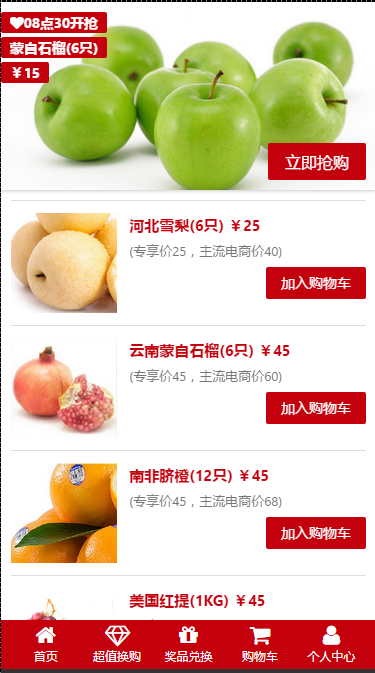 ❤08点30开抢
蒙自石榴(6只)
￥15
立即抢购
河北雪梨(6只) ￥25
(专享价25，主流电商价40)
加入购物车
云南蒙自石榴(6只) ￥45
(专享价45，主流电商价60)
加入购物车
南非脐橙(12只) ￥45
(专享价45，主流电商价68)
加入购物车
美国红提(1KG) ￥45
首页 超值换购 奖品兑换 购物车 个人中心